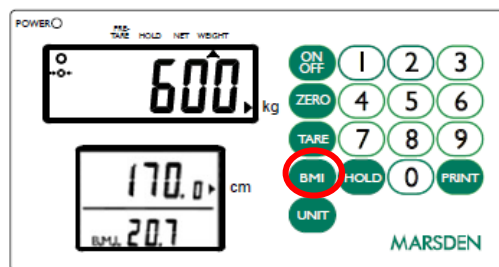 POWER
PRE-TARE HOLD NET WEIGHT
600 kg
170.0 cm
B.M.I. 20.7
ON OFF 1 2 3
ZERO 4 5 6
TARE 7 8 9
BMI HOLD 0 PRINT
UNIT
MARSDEN